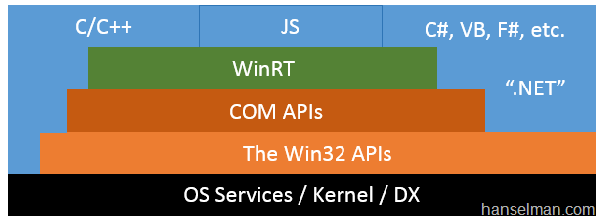 C/C++ JS C#, VB, F#, etc.
WinRT
“.NET”
COM APIs
The Win32 APIs
OS Services / Kernel / DX
hanselman.com